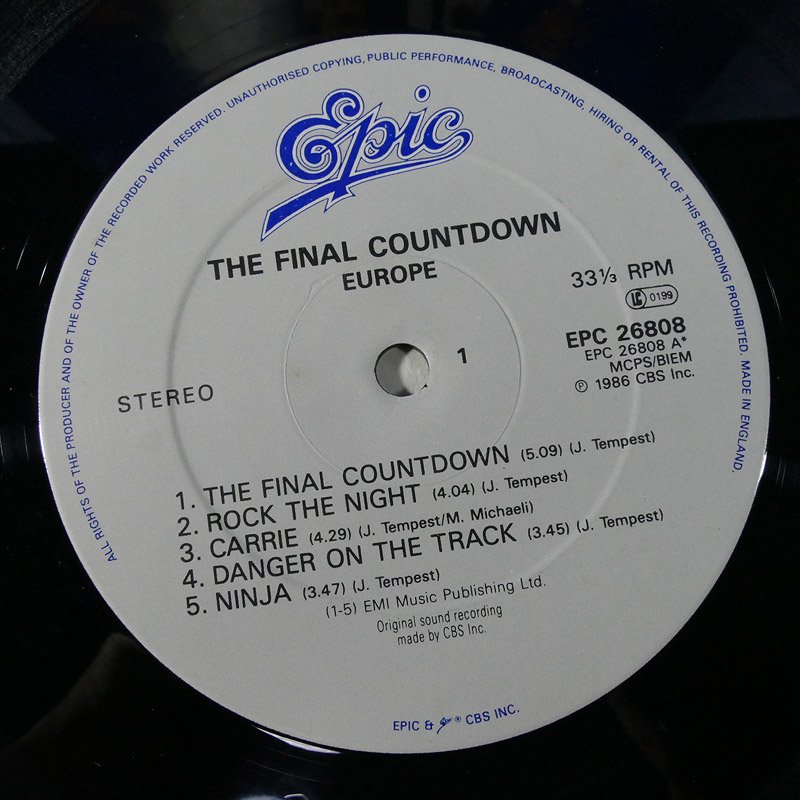 ALL RIGHTS OF THE PRODUCER AND OF THE OWNER OF THE RECORDED WORK RESERVED. UNAUTHORISED COPYING, PUBLIC PERFORMANCE, BROADCASTING, HIRING OR RENTAL OF THIS RECORDING PROHIBITED. MADE IN ENGLAND.
Epic
THE FINAL COUNTDOWN
EUROPE
33⅓ RPM
LC 0199
EPC 26808
EPC 26808 A*
MCPS/BIEM
℗ 1986 CBS Inc.
1
STEREO
1. THE FINAL COUNTDOWN (5.09) (J. Tempest)
2. ROCK THE NIGHT (4.04) (J. Tempest)
3. CARRIE (4.29) (J. Tempest/M. Michaeli)
4. DANGER ON THE TRACK (3.45) (J. Tempest)
5. NINJA (3.47) (J. Tempest)
(1-5) EMI Music Publishing Ltd.
Original sound recording
made by CBS Inc.
EPIC & Epic ® CBS INC.